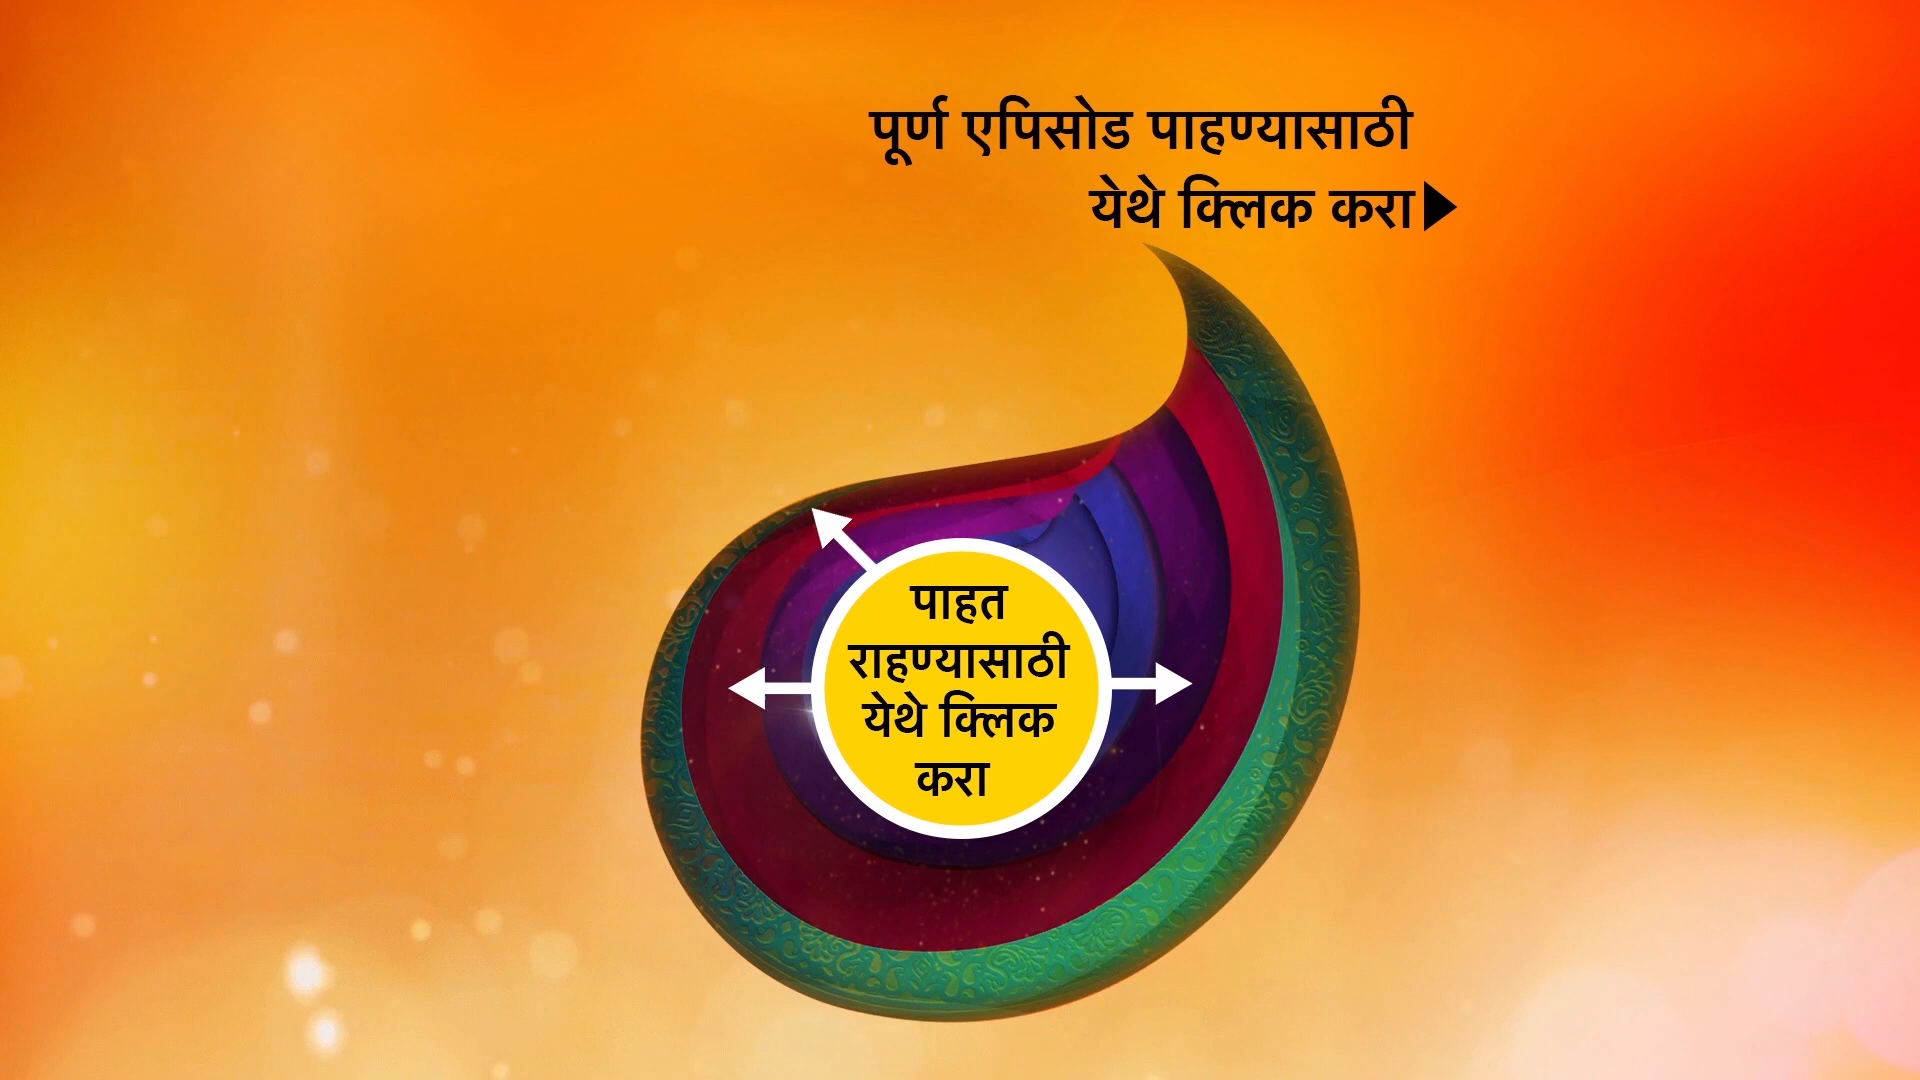 पूर्ण एपिसोड पाहण्यासाठी
येथे क्लिक करा
पाहत
राहण्यासाठी
येथे क्लिक
करा